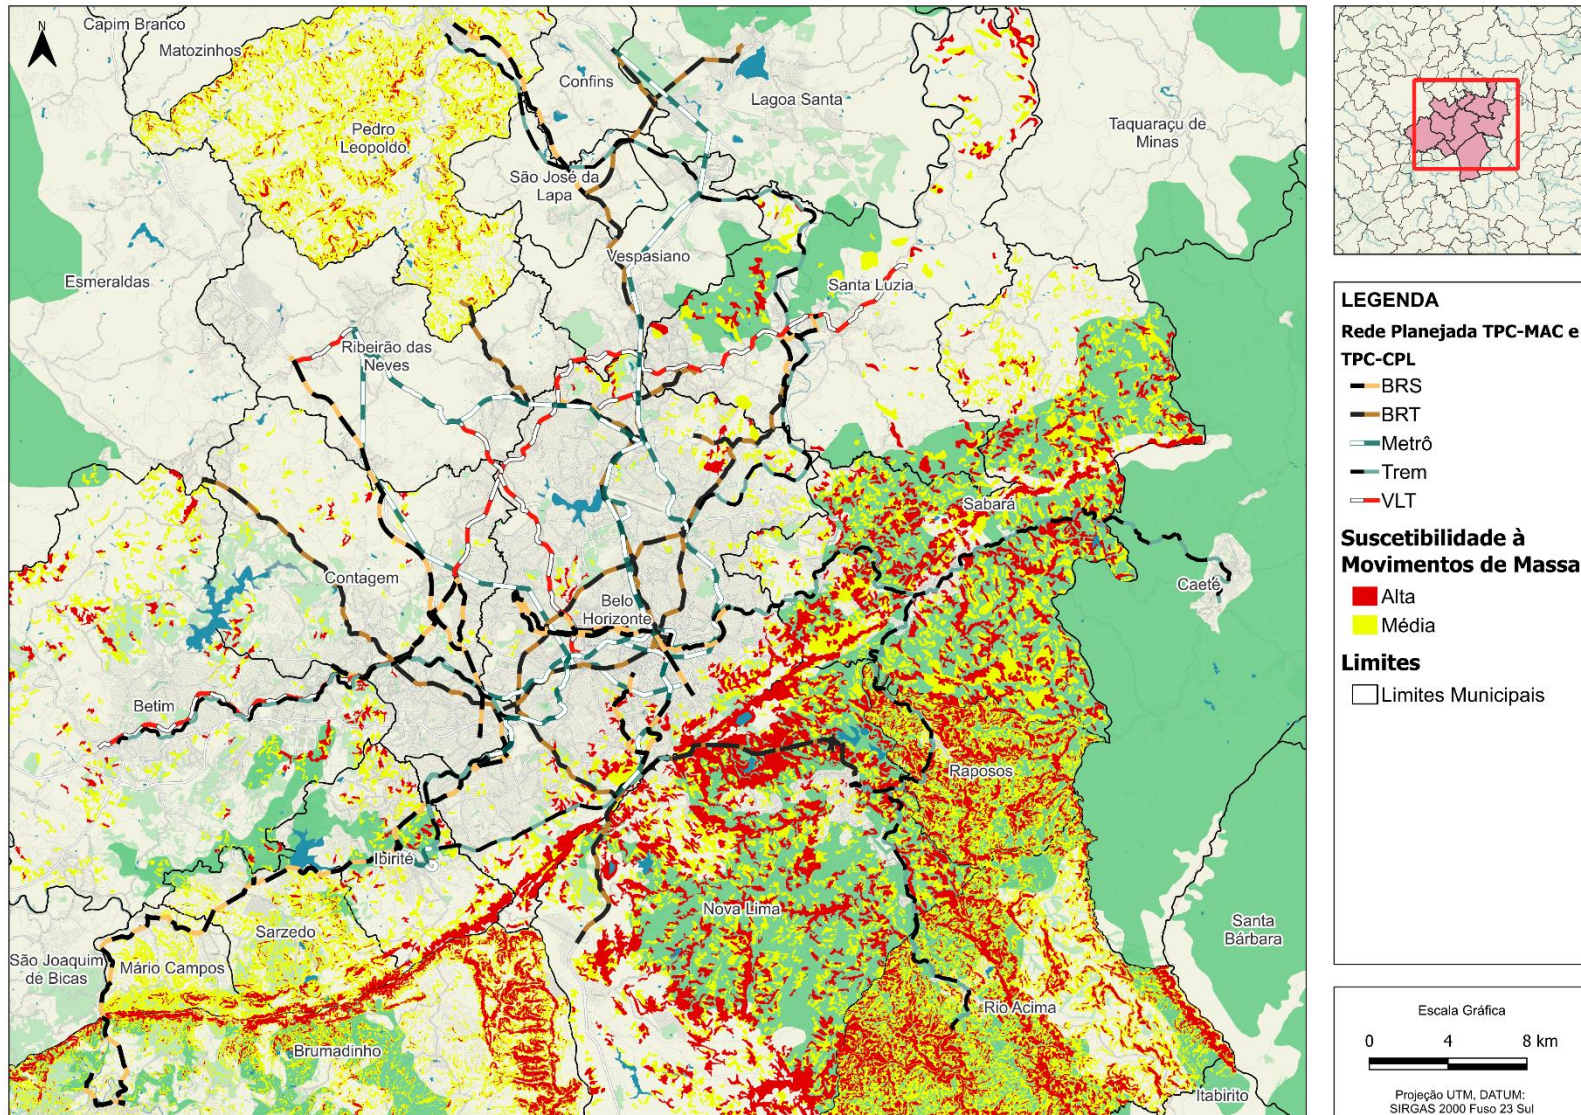 N
Capim Branco
Matozinhos
Confins
Lagoa Santa
Pedro
Leopoldo
Taquaraçu de
Minas
São José da
Lapa
Vespasiano
Esmeraldas
Santa Luzia
Ribeirão das
Neves
Sabará
Contagem
Caeté
Belo
Horizonte
Betim
Raposos
Ibirité
Nova Lima
Santa
Bárbara
Sarzedo
São Joaquim
de Bicas
Mário Campos
Rio Acima
Brumadinho
Itabirito
LEGENDA
Rede Planejada TPC-MAC e
TPC-CPL
BRS
BRT
Metrô
Trem
VLT
Suscetibilidade à
Movimentos de Massa
Alta
Média
Limites
Limites Municipais
Escala Gráfica
0 4 8 km
Projeção UTM, DATUM:
SIRGAS 2000 Fuso 23 Sul